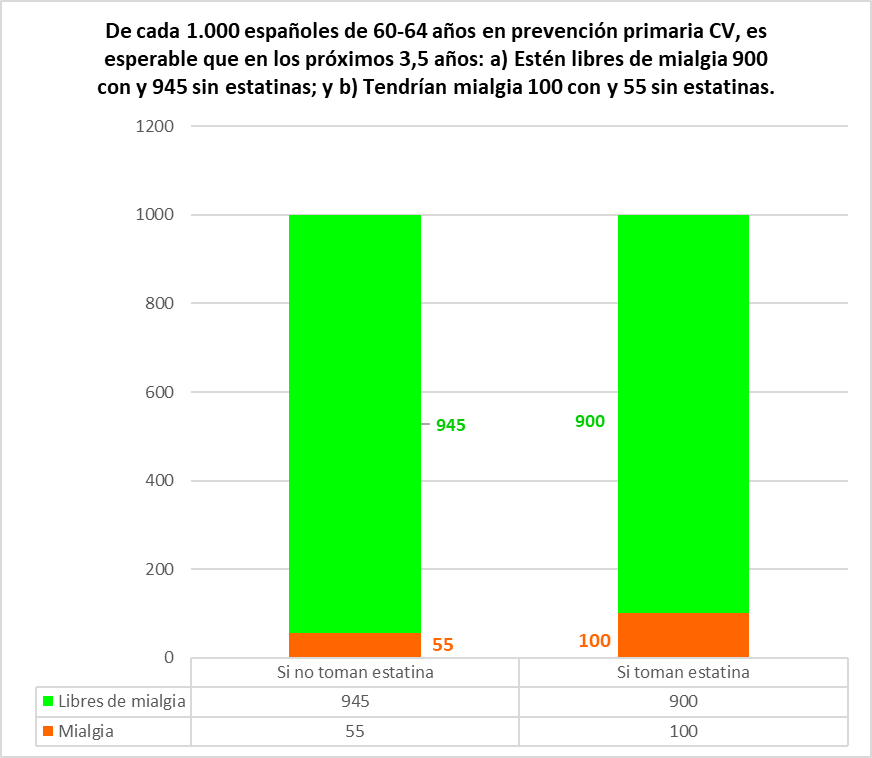 De cada 1.000 españoles de 60-64 años en prevención primaria CV, es
esperable que en los próximos 3,5 años: a) Estén libres de mialgia 900
con y 945 sin estatinas; y b) Tendrían mialgia 100 con y 55 sin estatinas.
1200
1000
800
600
400
200
0
945
900
55
100
Si no toman estatina Si toman estatina
Libres de mialgia 945 900
Mialgia 55 100